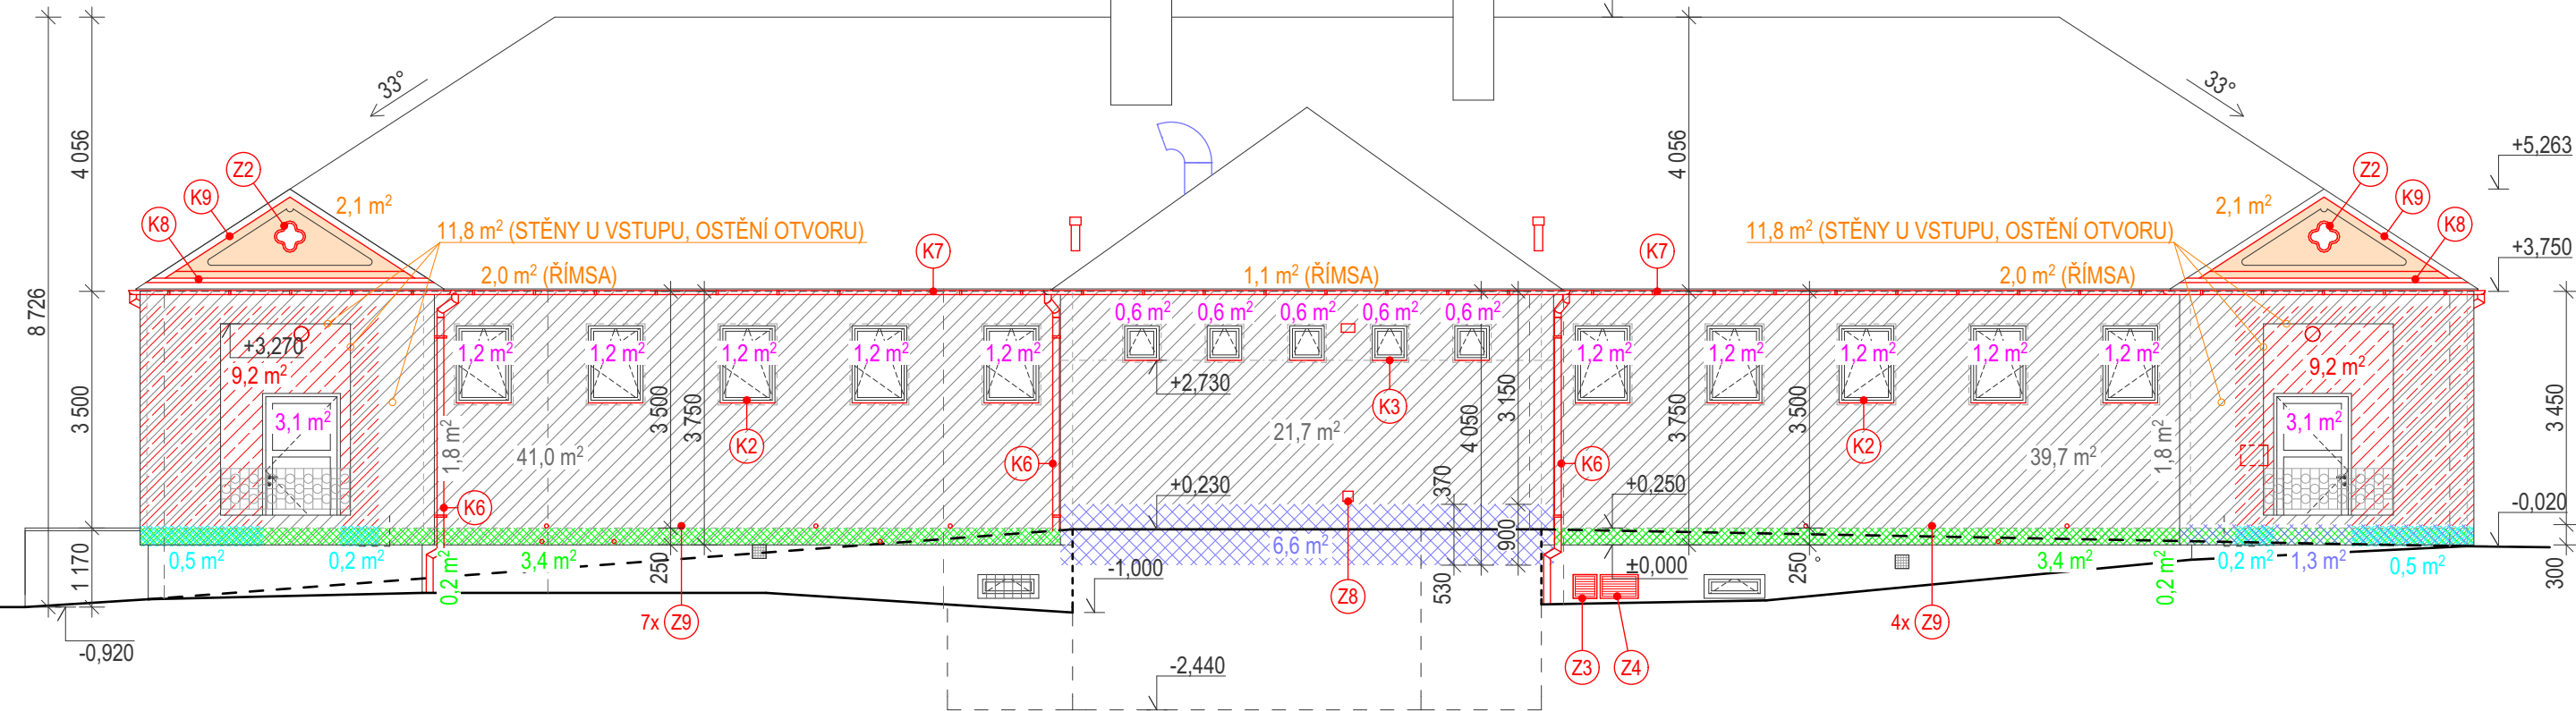 33°
33°
4 056
4 056
8 726
+5,263
Z2
Z2
K9
K9
K8
K8
2,1 m²
2,1 m²
11,8 m² (STĚNY U VSTUPU, OSTĚNÍ OTVORU)
11,8 m² (STĚNY U VSTUPU, OSTĚNÍ OTVORU)
K7
K7
+3,750
2,0 m² (ŘÍMSA)
1,1 m² (ŘÍMSA)
2,0 m² (ŘÍMSA)
0,6 m²
0,6 m²
0,6 m²
0,6 m²
0,6 m²
+3,270
1,2 m²
1,2 m²
1,2 m²
1,2 m²
1,2 m²
1,2 m²
1,2 m²
1,2 m²
1,2 m²
1,2 m²
9,2 m²
9,2 m²
+2,730
3 500
3 500
3 750
K3
4 050
3 150
3 750
3 500
3 450
3,1 m²
3,1 m²
1,8 m²
41,0 m²
K2
21,7 m²
K2
39,7 m²
1,8 m²
K6
K6
K6
+0,230
370
+0,250
-0,020
0,5 m²
0,2 m²
0,2 m²
3,4 m²
250
6,6 m²
900
530
±0,000
250
3,4 m²
0,2 m²
0,2 m²
1,3 m²
0,5 m²
300
1 170
-1,000
-0,920
7x Z9
Z8
4x Z9
Z3
Z4
-2,440